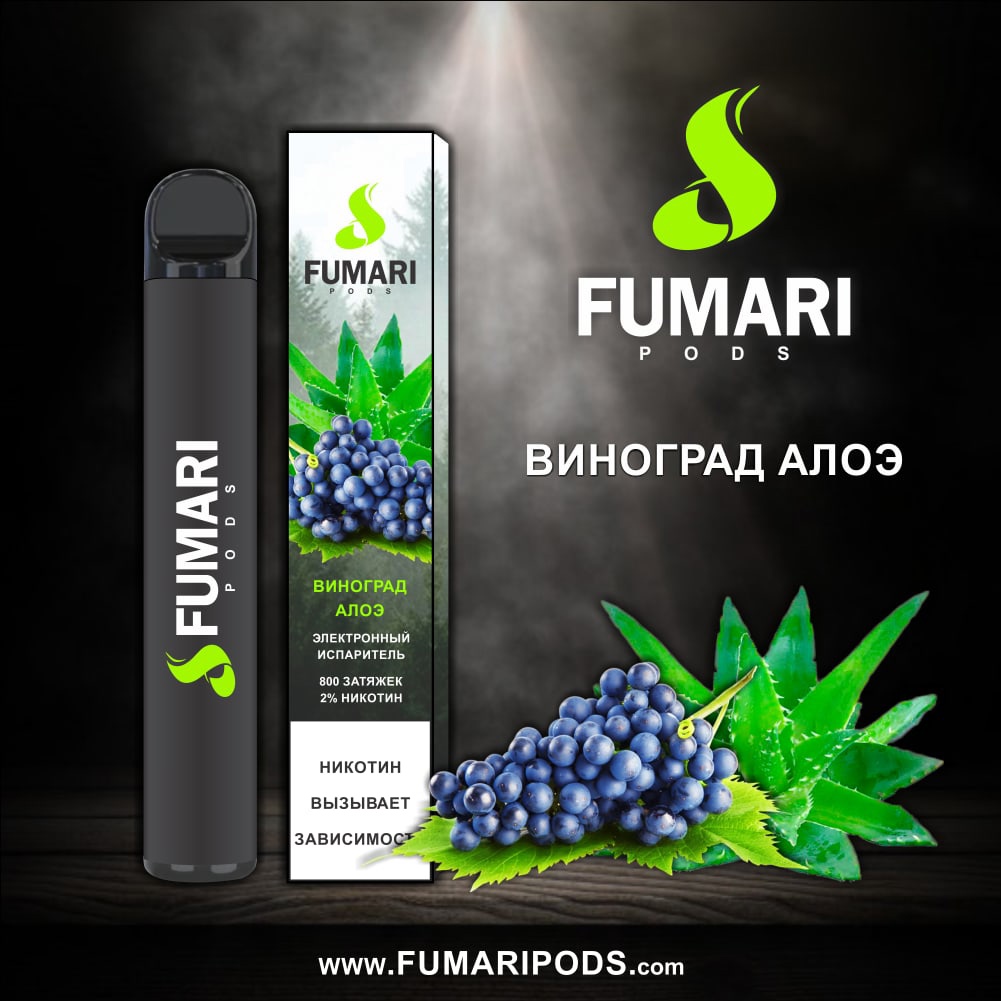 FUMARI
PODS
FUMARI
PODS
ВИНОГРАД
АЛОЭ
ЭЛЕКТРОННЫЙ
ИСПАРИТЕЛЬ
800 ЗАТЯЖЕК
2% НИКОТИН
НИКОТИН
ВЫЗЫВАЕТ
ЗАВИСИМОСТ
FUMARI
PODS
ВИНОГРАД АЛОЭ
www.FUMARIPODS.com